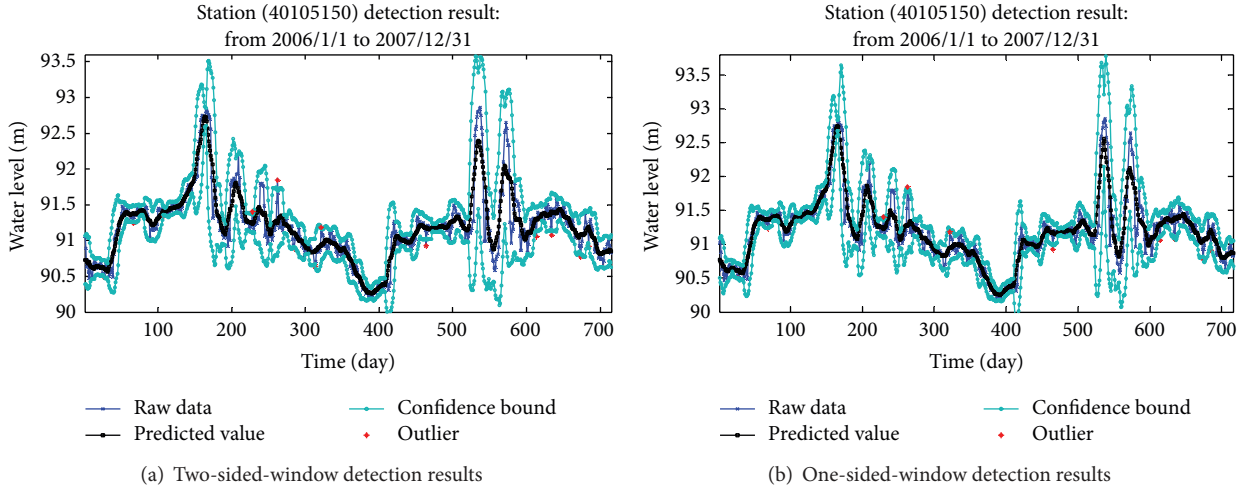 Station (40105150) detection result:
from 2006/1/1 to 2007/12/31
93.5
93
92.5
92
91.5
91
90.5
90
Water level (m)
100 200 300 400 500 600 700
Time (day)
Raw data
Predicted value
Confidence bound
Outlier
(a) Two-sided-window detection results
Station (40105150) detection result:
from 2006/1/1 to 2007/12/31
93.5
93
92.5
92
91.5
91
90.5
90
Water level (m)
100 200 300 400 500 600 700
Time (day)
Raw data
Predicted value
Confidence bound
Outlier
(b) One-sided-window detection results